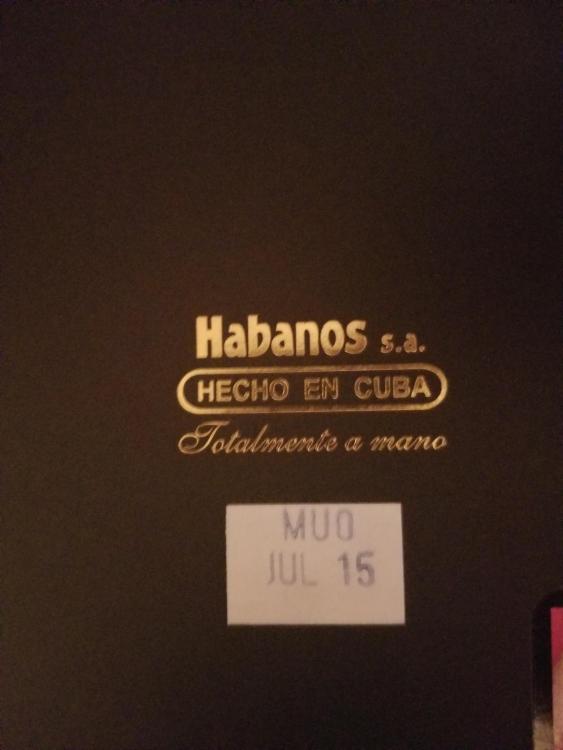 Habanos s.a.
HECHO EN CUBA
Totalmente a mano
MUO
JUL 15